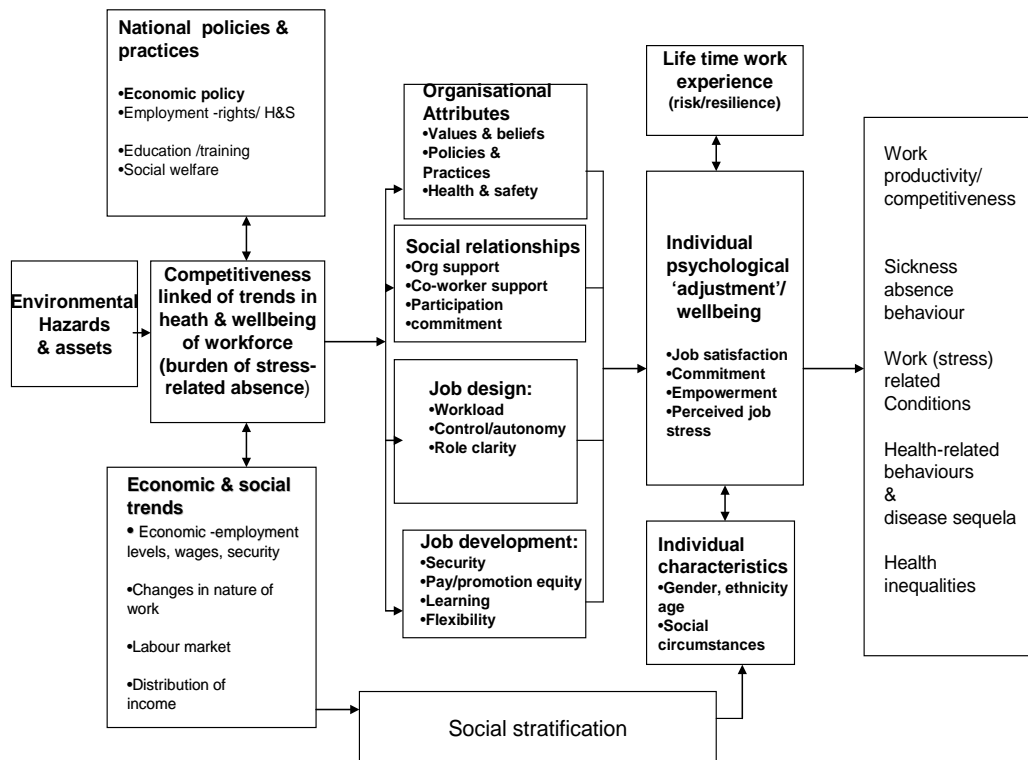 National policies &
practices
•Economic policy
•Employment -rights/ H&S
•Education /training
•Social welfare
Environmental
Hazards
& assets
Competitiveness
linked of trends in
heath & wellbeing
of workforce
(burden of stress-
related absence)
Economic & social
trends
• Economic -employment
levels, wages, security
•Changes in nature of
work
•Labour market
•Distribution of
income
Organisational
Attributes
•Values & beliefs
•Policies &
Practices
•Health & safety
Social relationships
•Org support
•Co-worker support
•Participation
•commitment
Job design:
•Workload
•Control/autonomy
•Role clarity
Job development:
•Security
•Pay/promotion equity
•Learning
•Flexibility
Social stratification
Life time work
experience
(risk/resilience)
Individual
psychological
‘adjustment’/
wellbeing
•Job satisfaction
•Commitment
•Empowerment
•Perceived job
stress
Individual
characteristics
•Gender, ethnicity
age
•Social
circumstances
Work
productivity/
competitiveness
Sickness
absence
behaviour
Work (stress)
related
Conditions
Health-related
behaviours
&
disease sequela
Health
inequalities